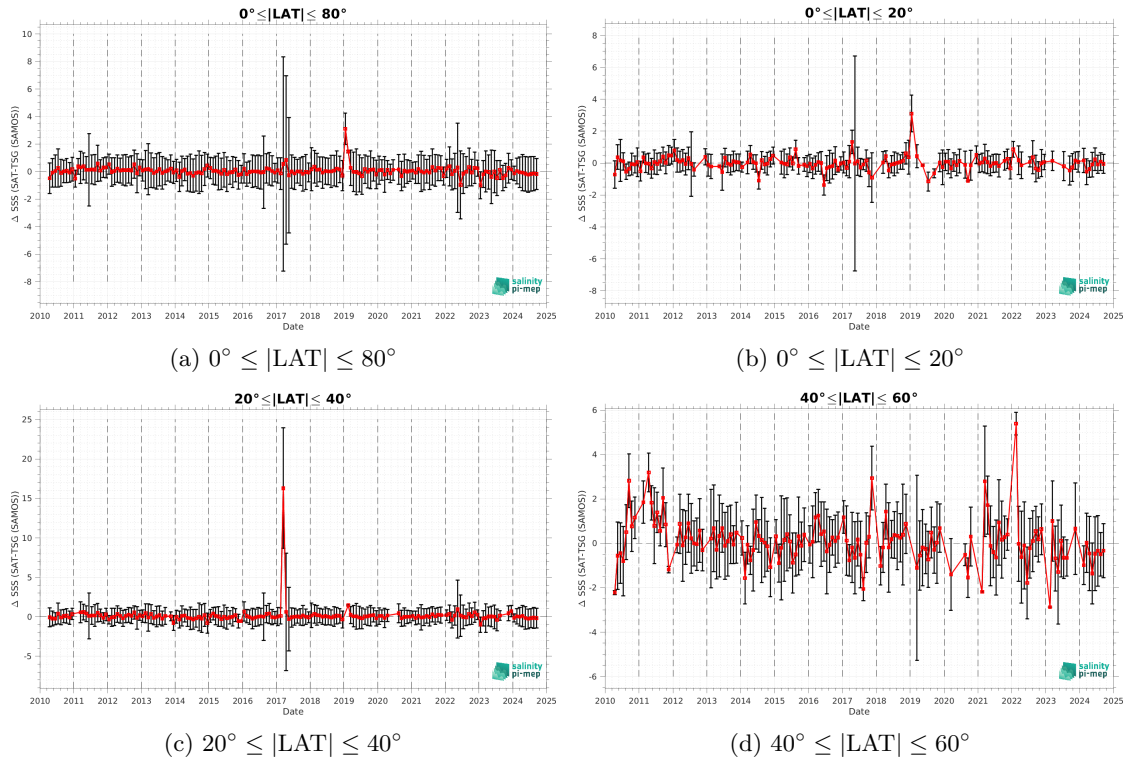 0°≤|LAT|≤ 80°
Δ SSS (SAT-TSG (SAMOS))
10
8
6
4
2
0
-2
-4
-6
-8
2010 2011 2012 2013 2014 2015 2016 2017 2018 2019 2020 2021 2022 2023 2024 2025
Date
salinity
pi-mep
(a) 0° ≤ |LAT| ≤ 80°
0°≤|LAT|≤ 20°
Δ SSS (SAT-TSG (SAMOS))
8
6
4
2
0
-2
-4
-6
-8
2010 2011 2012 2013 2014 2015 2016 2017 2018 2019 2020 2021 2022 2023 2024 2025
Date
salinity
pi-mep
(b) 0° ≤ |LAT| ≤ 20°
20°≤|LAT|≤ 40°
Δ SSS (SAT-TSG (SAMOS))
25
20
15
10
5
0
-5
2010 2011 2012 2013 2014 2015 2016 2017 2018 2019 2020 2021 2022 2023 2024 2025
Date
salinity
pi-mep
(c) 20° ≤ |LAT| ≤ 40°
40°≤|LAT|≤ 60°
Δ SSS (SAT-TSG (SAMOS))
6
4
2
0
-2
-4
-6
2010 2011 2012 2013 2014 2015 2016 2017 2018 2019 2020 2021 2022 2023 2024 2025
Date
salinity
pi-mep
(d) 40° ≤ |LAT| ≤ 60°